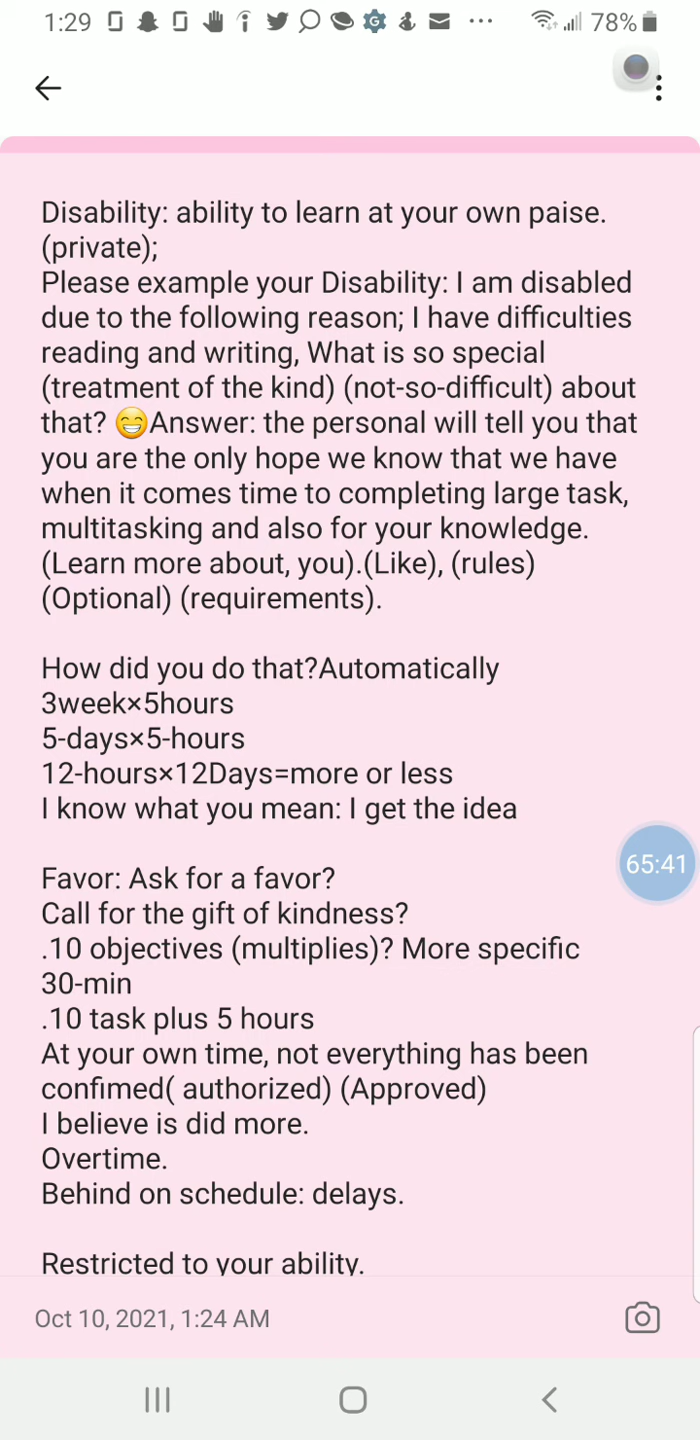 1:29 78%
Disability: ability to learn at your own paise.
(private);
Please example your Disability: I am disabled
due to the following reason; I have difficulties
reading and writing, What is so special
(treatment of the kind) (not-so-difficult) about
that? 😁Answer: the personal will tell you that
you are the only hope we know that we have
when it comes time to completing large task,
multitasking and also for your knowledge.
(Learn more about, you).(Like), (rules)
(Optional) (requirements).
How did you do that?Automatically
3week×5hours
5-days×5-hours
12-hours×12Days=more or less
I know what you mean: I get the idea
65:41
Favor: Ask for a favor?
Call for the gift of kindness?
.10 objectives (multiplies)? More specific
30-min
.10 task plus 5 hours
At your own time, not everything has been
confimed( authorized) (Approved)
I believe is did more.
Overtime.
Behind on schedule: delays.
Restricted to your ability.
Oct 10, 2021, 1:24 AM